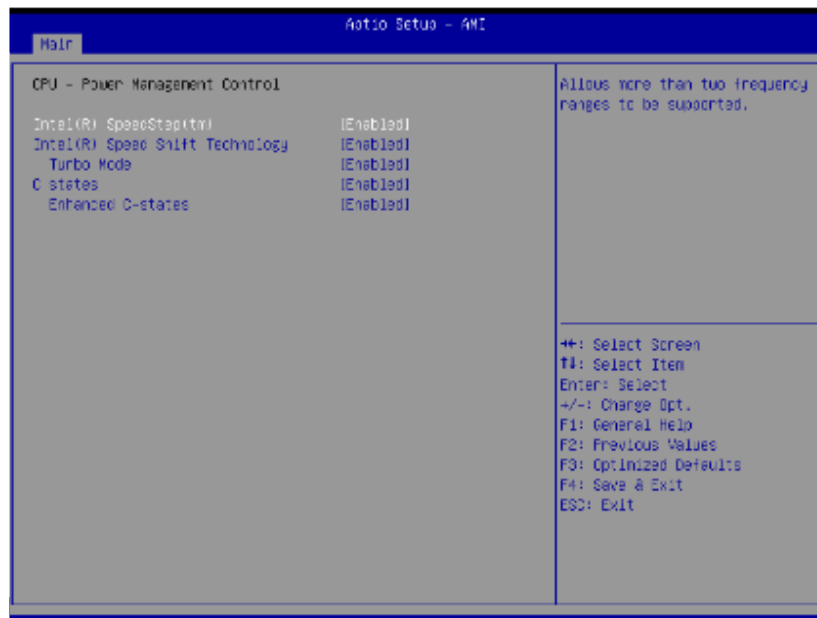 Aptio Setup - AMI
Main
CPU - Power Management Control
Intel(R) SpeedStep(tm) [Enabled]
Intel(R) Speed Shift Technology [Enabled]
Turbo Mode [Enabled]
C states [Enabled]
Enhanced C-states [Enabled]
Allows more than two frequency
ranges to be supported.
→←: Select Screen
↑↓: Select Item
Enter: Select
+/-: Change Opt.
F1: General Help
F2: Previous Values
F3: Optimized Defaults
F4: Save & Exit
ESC: Exit